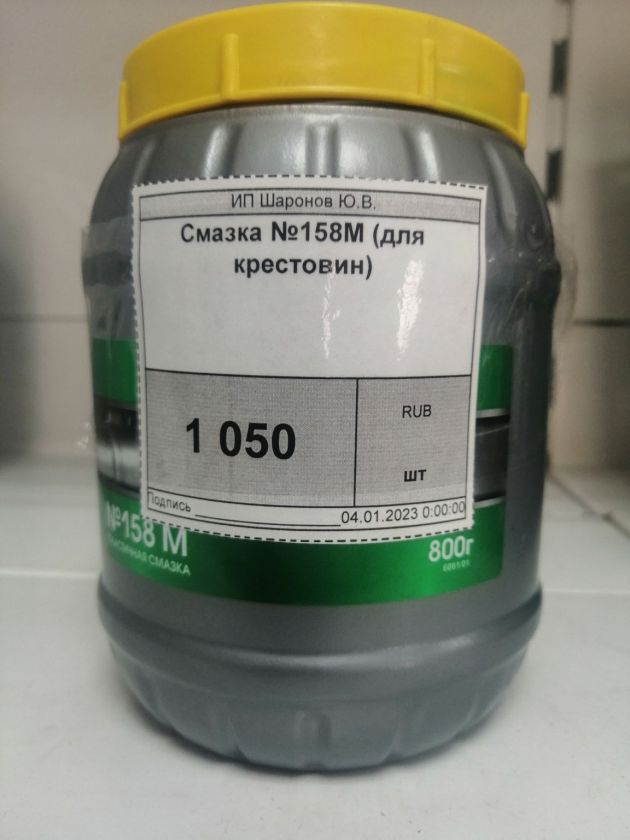 ИП Шаронов Ю.В.
Смазка №158М (для
крестовин)
1 050
RUB
шт
Подпись
04.01.2023 0:00:00
№158 М
СМАЗКА
800г